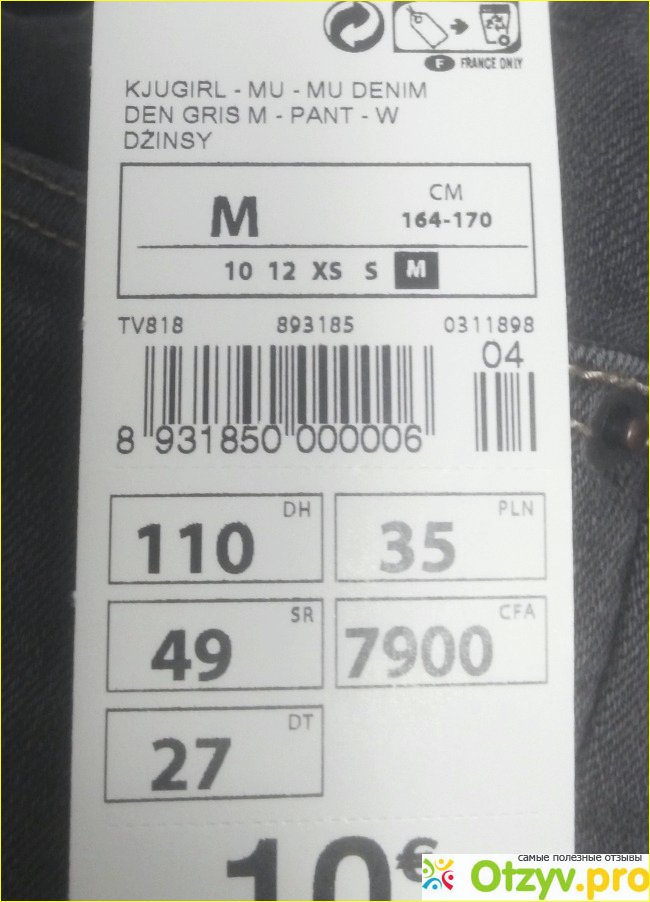 F FRANCE ONLY
KJUGIRL - MU - MU DENIM
DEN GRIS M - PANT - W
DŻINSY
M
CM
164-170
10 12 XS S M
TV818 893185 0311898
04
8 931850 000006
DH
110
PLN
35
SR
49
CFA
7900
DT
27
10€
самые полезные отзывы
Otzyv.pro